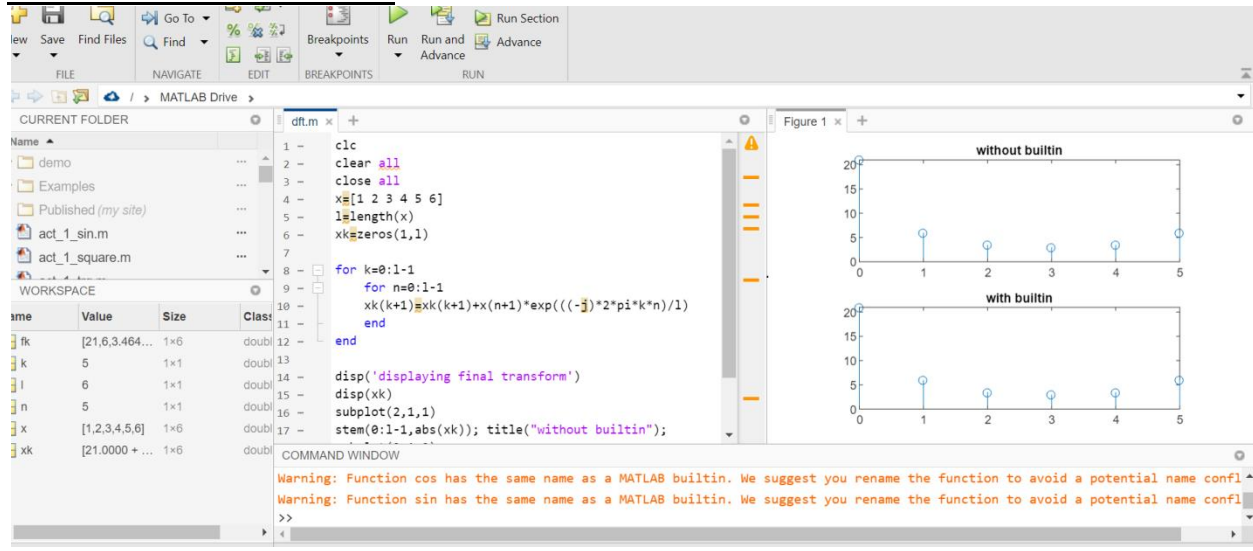 ew Save Find Files Go To Find
Breakpoints Run Run and Advance Run Section Advance
FILE NAVIGATE EDIT BREAKPOINTS RUN
/ › MATLAB Drive ›
CURRENT FOLDER
Name
demo
Examples
Published (my site)
act_1_sin.m
act_1_square.m
WORKSPACE
ame Value Size Class
fk [21,6,3.464... 1×6 doubl
k 5 1×1 doubl
l 6 1×1 doubl
n 5 1×1 doubl
x [1,2,3,4,5,6] 1×6 doubl
xk [21.0000 + ... 1×6 doubl
dft.m × +
1 - clc
2 - clear all
3 - close all
4 - x=[1 2 3 4 5 6]
5 - l=length(x)
6 - xk=zeros(1,l)
7
8 - for k=0:l-1
9 - for n=0:l-1
10 - xk(k+1)=xk(k+1)+x(n+1)*exp(((-j)*2*pi*k*n)/l)
11 - end
12 - end
13
14 - disp('displaying final transform')
15 - disp(xk)
16 - subplot(2,1,1)
17 - stem(0:l-1,abs(xk)); title("without builtin");
Figure 1 × +
without builtin
20
15
10
5
0
0 1 2 3 4 5
with builtin
20
15
10
5
0
0 1 2 3 4 5
COMMAND WINDOW
Warning: Function cos has the same name as a MATLAB builtin. We suggest you rename the function to avoid a potential name confl
Warning: Function sin has the same name as a MATLAB builtin. We suggest you rename the function to avoid a potential name confl
>>